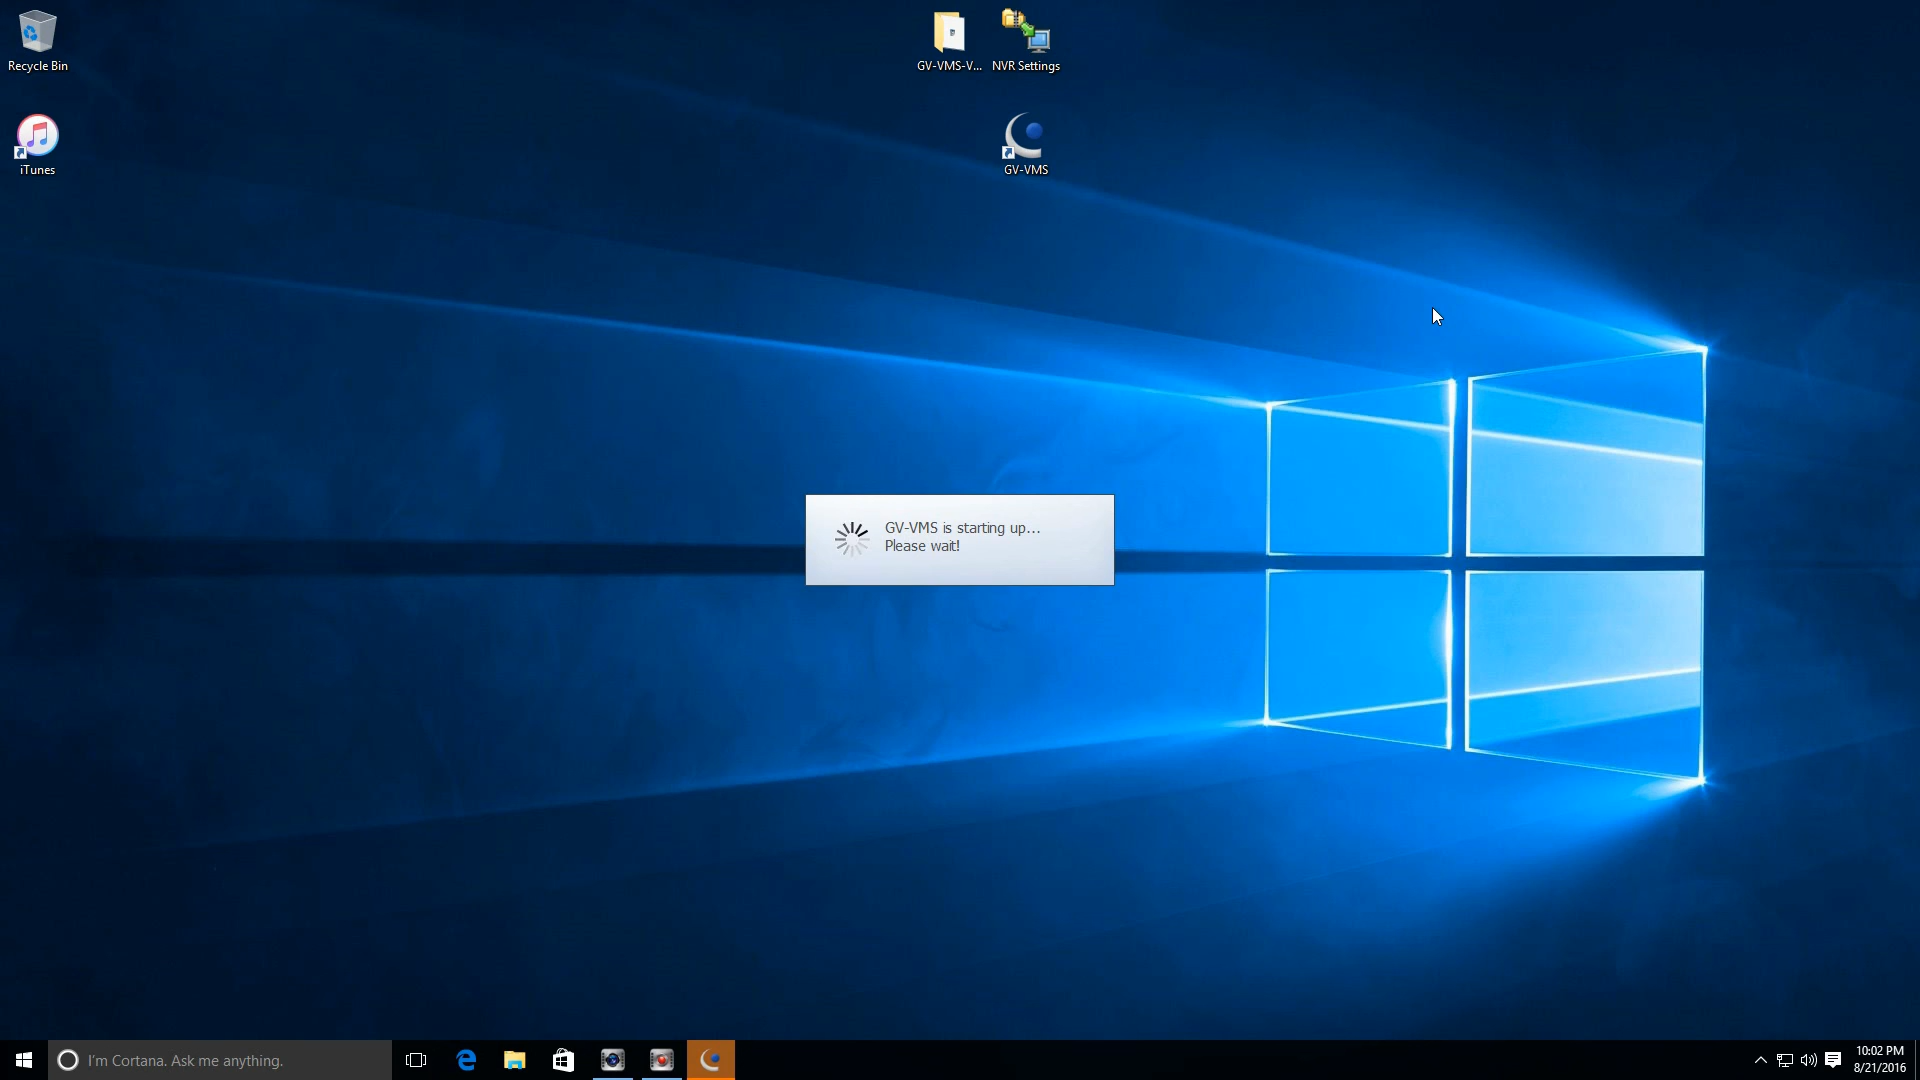 Recycle Bin
GV-VMS-V...
NVR Settings
iTunes
GV-VMS
GV-VMS is starting up...
Please wait!
I'm Cortana. Ask me anything.
10:02 PM
8/21/2016